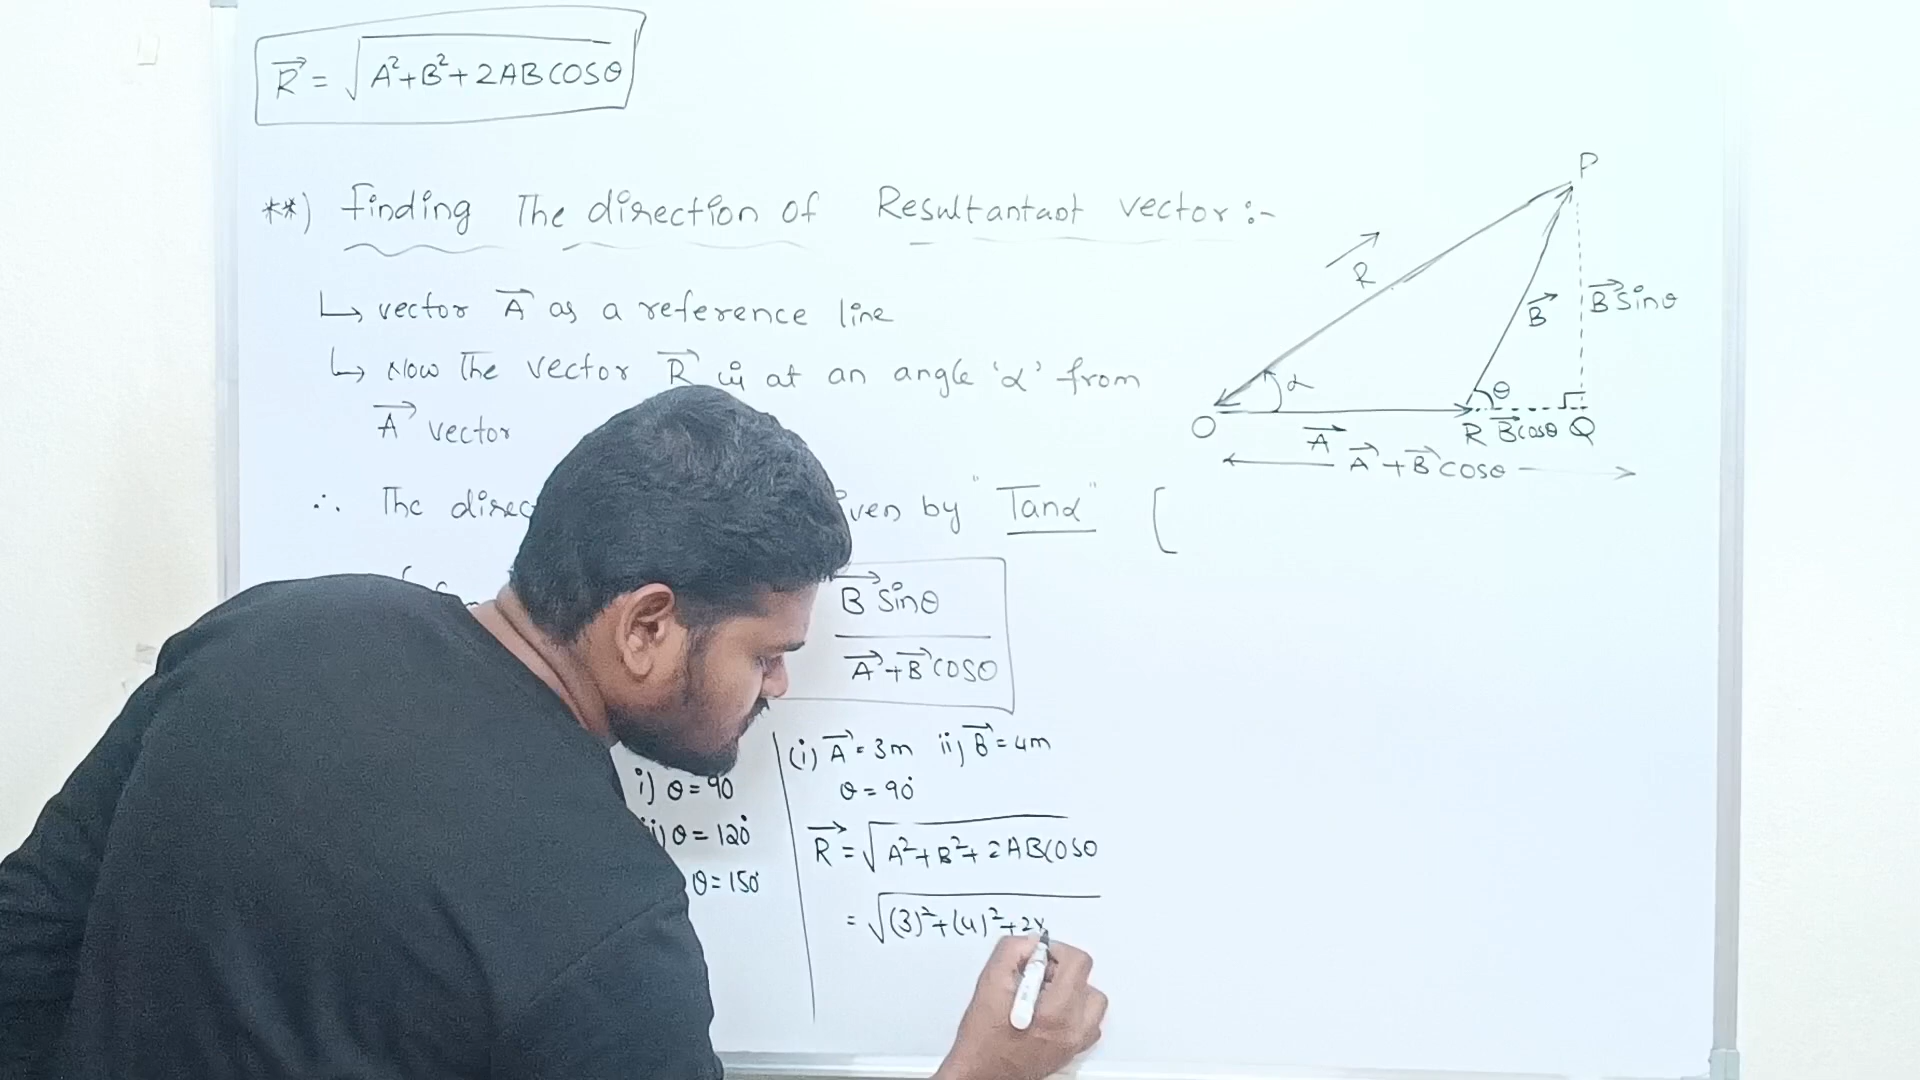 R = √A²+B²+2ABCOSθ
**) Finding The direction of Resultantaot vector:-
↳ vector A as a reference line
↳ Now The vector R is at an angle 'α' from
A vector
∴ The direc ven by "Tanα" [
B Sinθ
A+B COSθ
i) θ=90
θ=120°
θ=150°
(i) A = 3m ii) B = 4m
θ = 90°
R = √A²+B²+2ABCOSθ
= √(3)²+(4)²+2x
P
R
B
B Sinθ
α
θ
O
A
R
B cosθ
Q
A+B cosθ